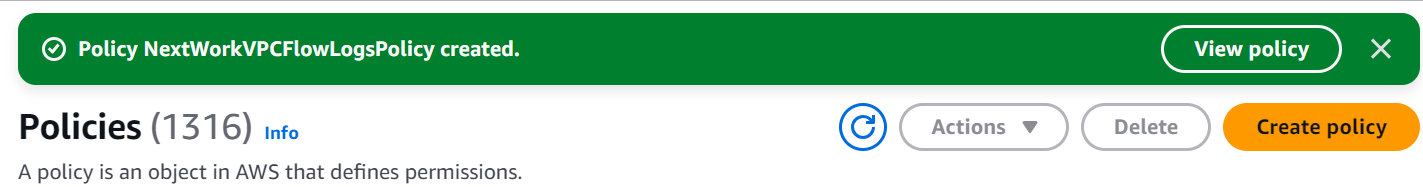 Policy NextWorkVPCFlowLogsPolicy created.
View policy
Policies (1316) Info
Actions
Delete
Create policy
A policy is an object in AWS that defines permissions.